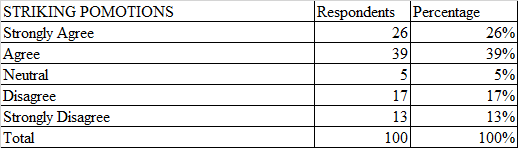 STRIKING POMOTIONS Respondents Percentage
Strongly Agree 26 26%
Agree 39 39%
Neutral 5 5%
Disagree 17 17%
Strongly Disagree 13 13%
Total 100 100%